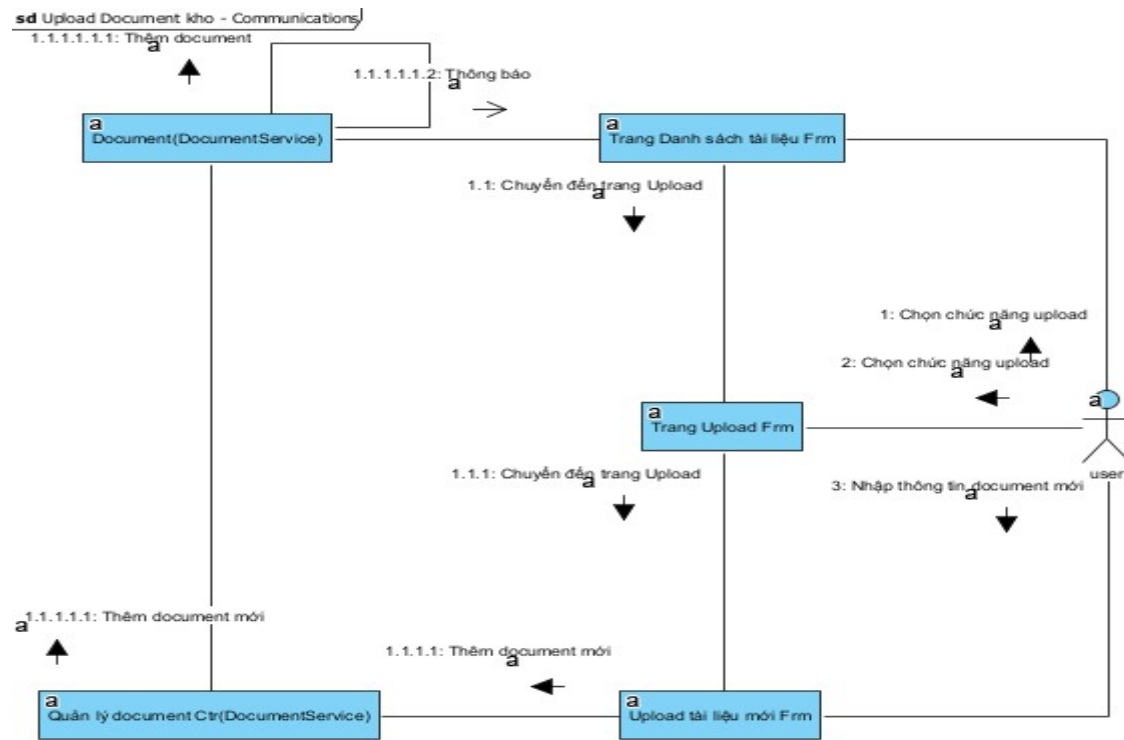 sd Upload Document kho - Communications
1.1.1.1.1.1: Thêm document
a
1.1.1.1.1.2: Thông báo
a
a
Document(DocumentService)
a
Trang Danh sách tài liệu Frm
1.1: Chuyển đến trang Upload
a
1: Chọn chức năng upload
a
2: Chọn chức năng upload
a
a
a
Trang Upload Frm
user
1.1.1: Chuyển đến trang Upload
a
3: Nhập thông tin document mới
a
1.1.1.1.1: Thêm document mới
a
1.1.1.1: Thêm document mới
a
a
Quản lý document Ctr(DocumentService)
a
Upload tài liệu mới Frm